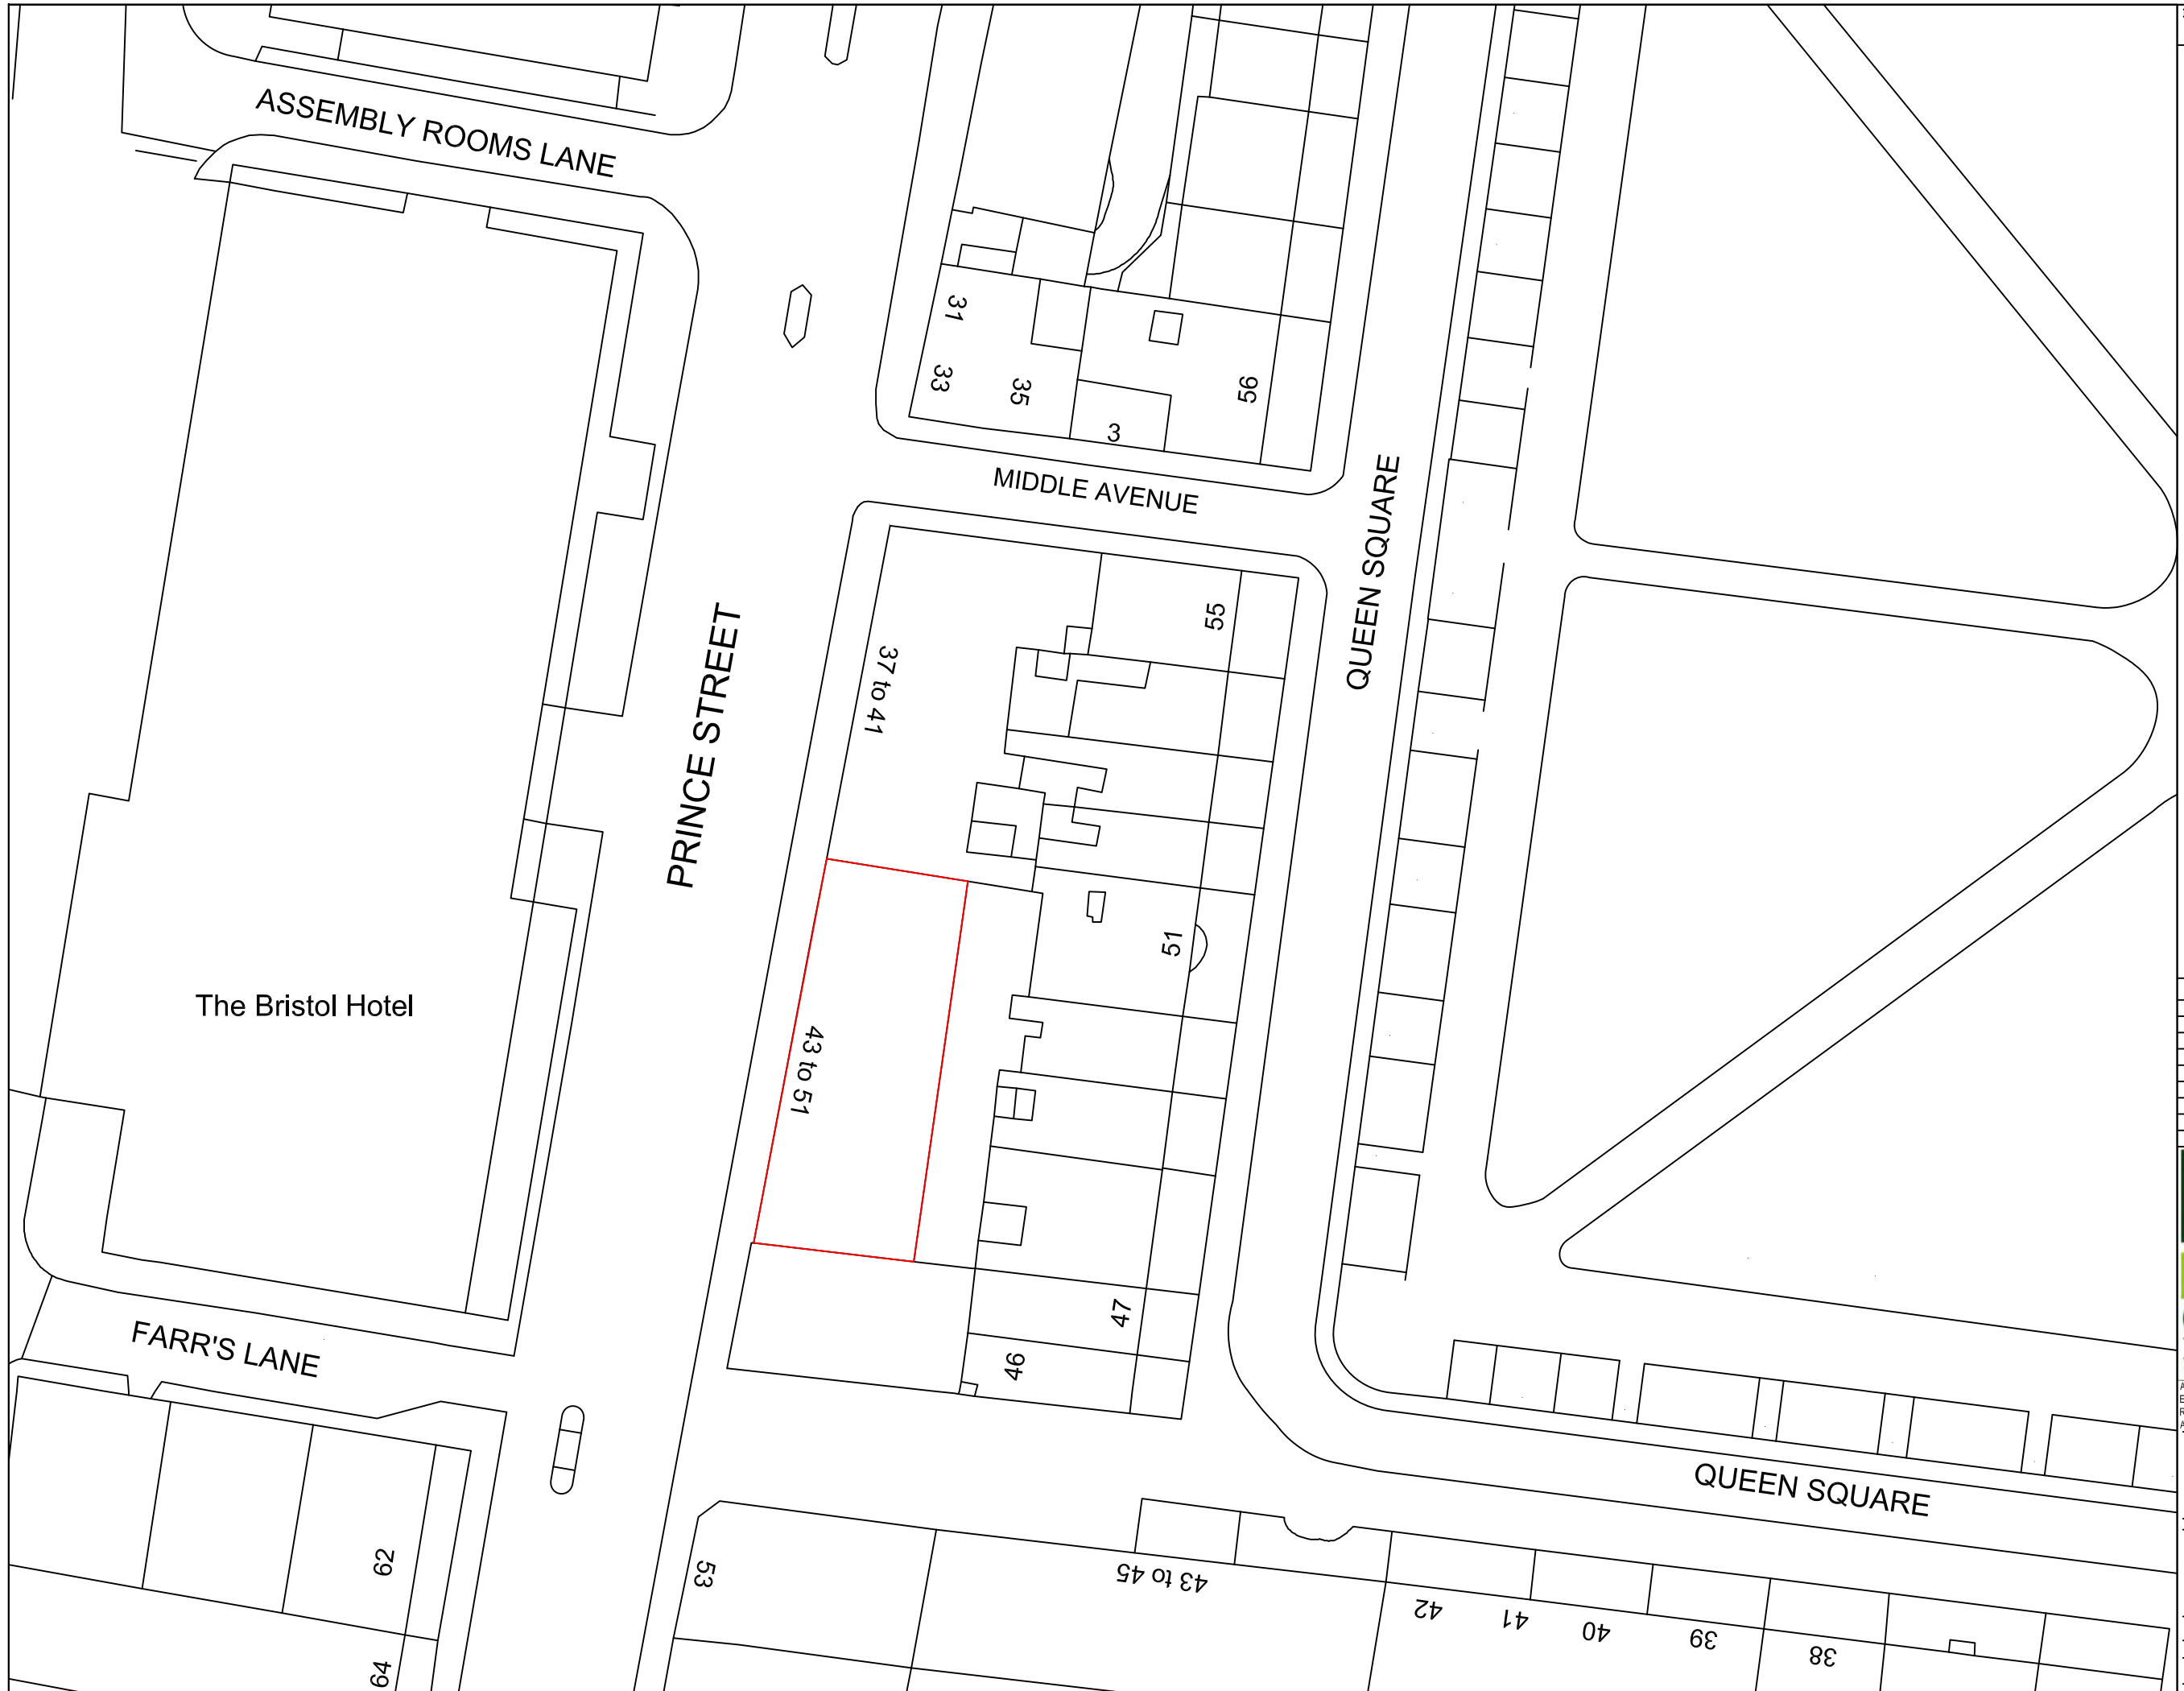 ASSEMBLY ROOMS LANE
31
33
35
3
95
MIDDLE AVENUE
QUEEN SQUARE
PRINCE STREET
37 to 41
55
51
The Bristol Hotel
43 to 51
47
46
FARR'S LANE
QUEEN SQUARE
62
64
53
43 to 45
42
41
40
39
38